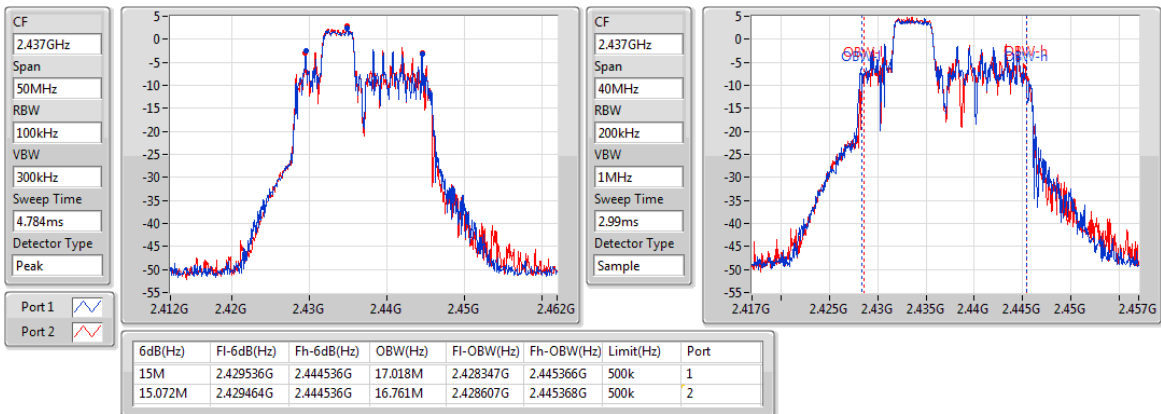 CF
2.437GHz
Span
50MHz
RBW
100kHz
VBW
300kHz
Sweep Time
4.784ms
Detector Type
Peak
Port 1
Port 2
5
0
-5
-10
-15
-20
-25
-30
-35
-40
-45
-50
-55
2.412G 2.42G 2.43G 2.44G 2.45G 2.462G
CF
2.437GHz
Span
40MHz
RBW
200kHz
VBW
1MHz
Sweep Time
2.99ms
Detector Type
Sample
5
0
-5
-10
-15
-20
-25
-30
-35
-40
-45
-50
-55
OBW-l OBW-h
OBW-l OBW-h
2.417G 2.425G 2.43G 2.435G 2.44G 2.445G 2.45G 2.457G
6dB(Hz) Fl-6dB(Hz) Fh-6dB(Hz) OBW(Hz) Fl-OBW(Hz) Fh-OBW(Hz) Limit(Hz) Port
15M 2.429536G 2.444536G 17.018M 2.428347G 2.445366G 500k 1
15.072M 2.429464G 2.444536G 16.761M 2.428607G 2.445368G 500k 2